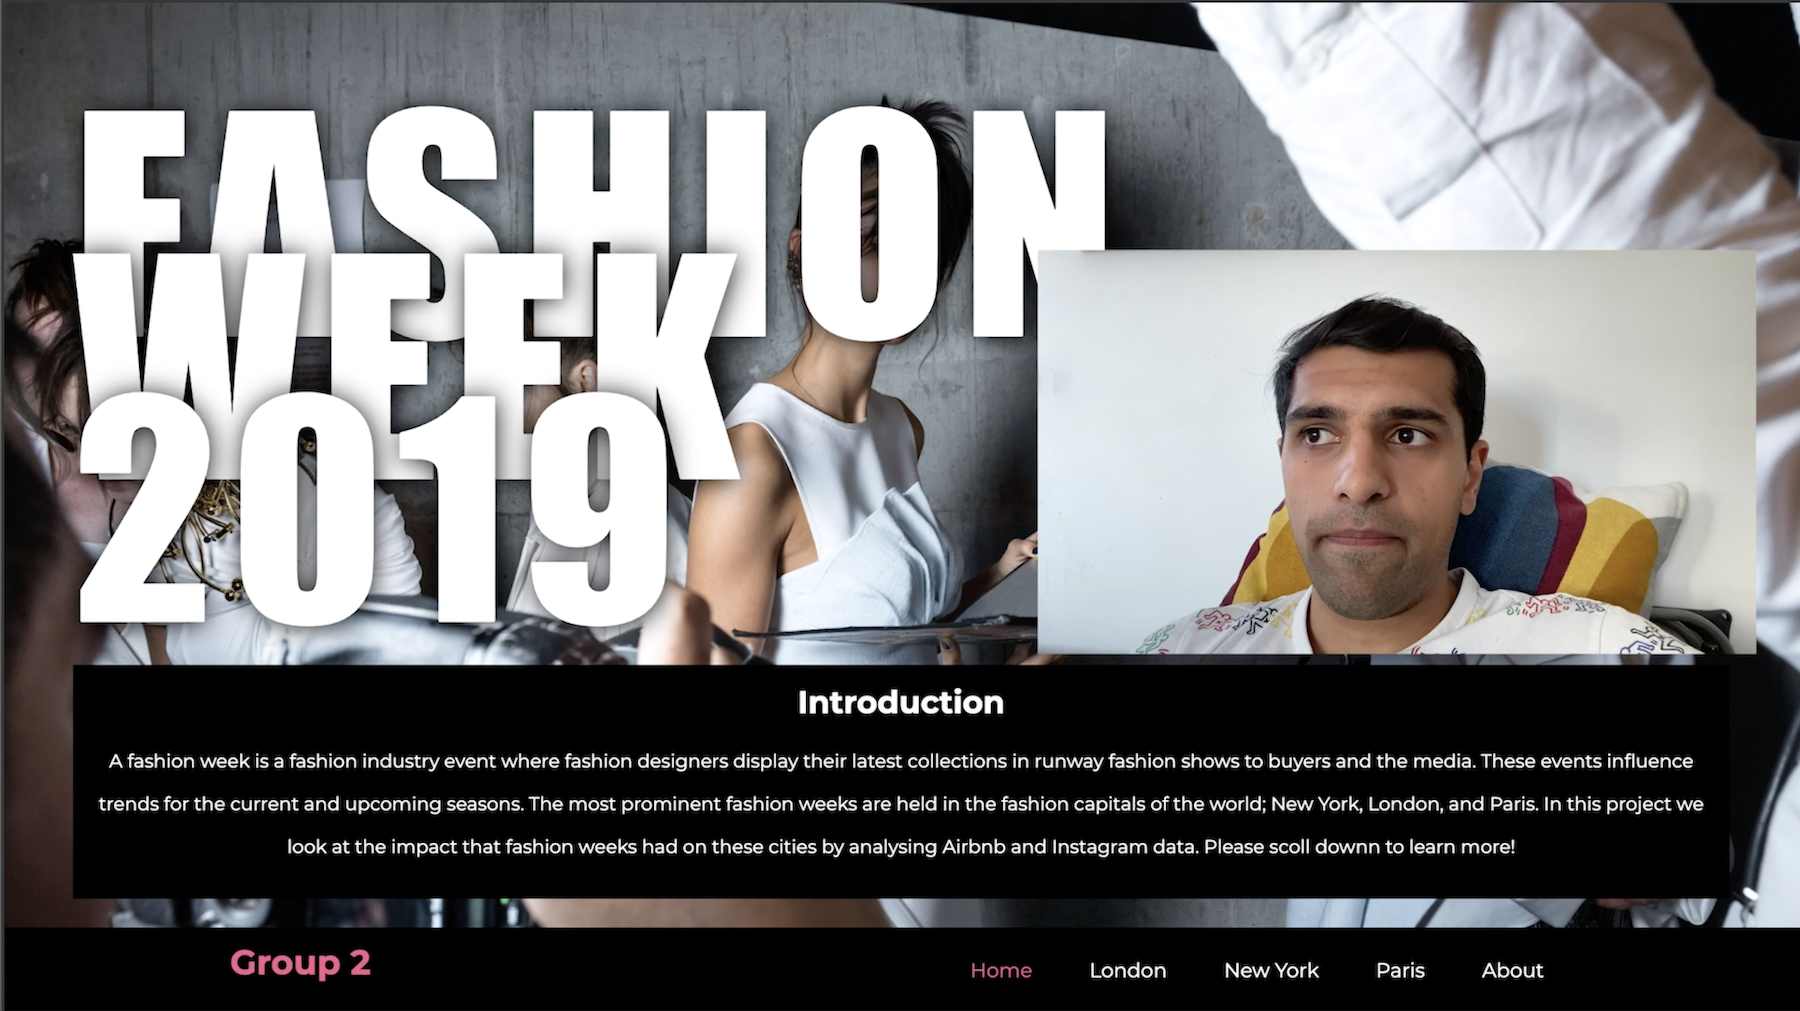 FASHION
WEEK
2019
Introduction
A fashion week is a fashion industry event where fashion designers display their latest collections in runway fashion shows to buyers and the media. These events influence
trends for the current and upcoming seasons. The most prominent fashion weeks are held in the fashion capitals of the world; New York, London, and Paris. In this project we
look at the impact that fashion weeks had on these cities by analysing Airbnb and Instagram data. Please scoll downn to learn more!
Group 2
Home London New York Paris About